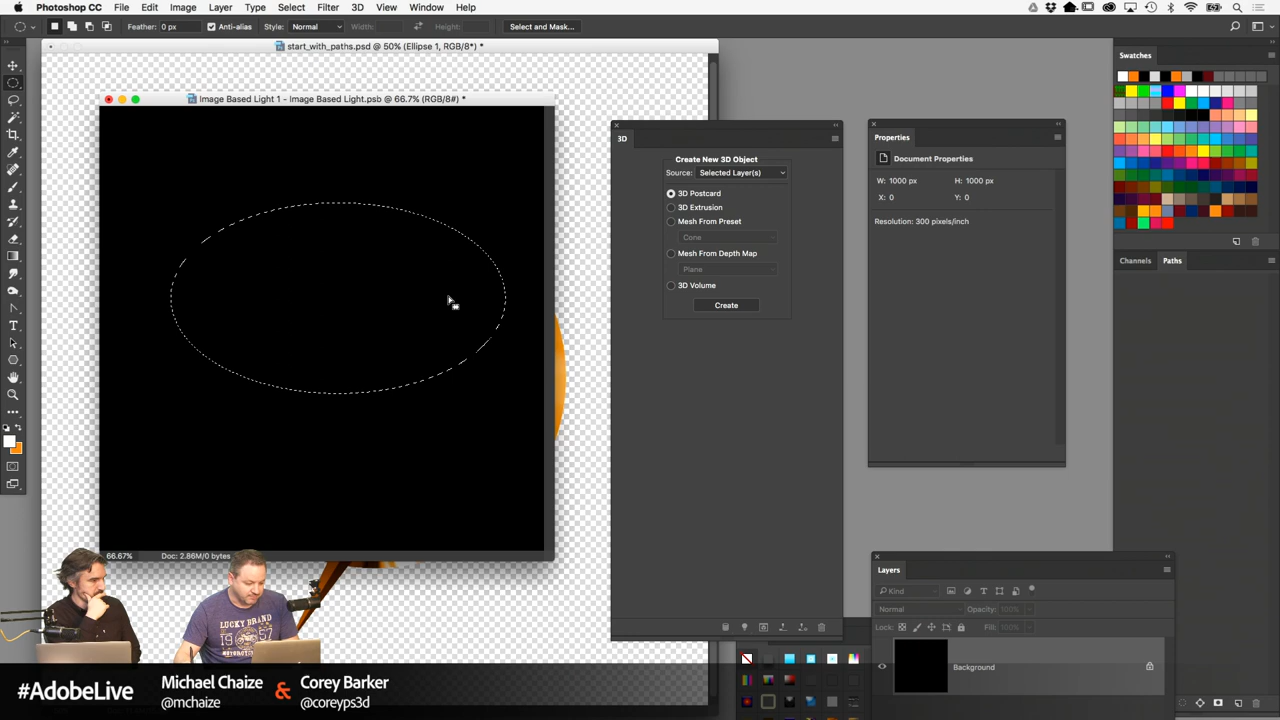 Photoshop CC File Edit Image Layer Type Select Filter 3D View Window Help
Feather: 0 px Anti-alias Style: Normal Width: Height: Select and Mask...
start_with_paths.psd @ 50% (Ellipse 1, RGB/8*) *
Image Based Light 1 - Image Based Light.psb @ 66.7% (RGB/8#) *
66.67% Doc: 2.86M/0 bytes
3D
Create New 3D Object
Source: Selected Layer(s)
3D Postcard
3D Extrusion
Mesh From Preset
Cone
Mesh From Depth Map
Plane
3D Volume
Create
Properties
Document Properties
W: 1000 px H: 1000 px
X: 0 Y: 0
Resolution: 300 pixels/inch
Swatches
Channels Paths
Layers
Kind
Normal Opacity: 100%
Lock: Fill: 100%
Background
LUCKY BRAND
1957
#AdobeLive
Michael Chaize
@mchaize
&
Corey Barker
@coreyps3d